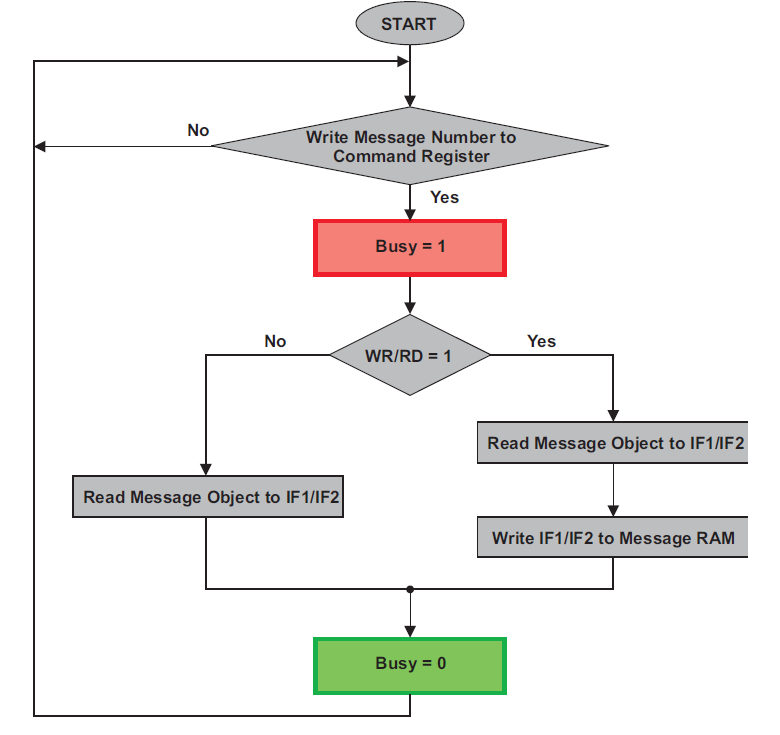 START
No
Write Message Number to
Command Register
Yes
Busy = 1
No
Yes
WR/RD = 1
Read Message Object to IF1/IF2
Read Message Object to IF1/IF2
Write IF1/IF2 to Message RAM
Busy = 0